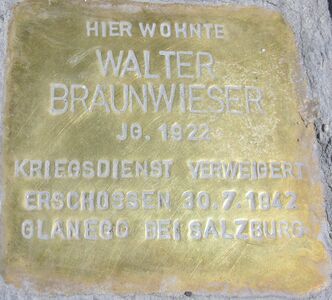 HIER WOHNTE
WALTER
BRAUNWIESER
JG. 1922
KRIEGSDIENST VERWEIGERT
ERSCHOSSEN 30.7.1942
GLANEGG BEI SALZBURG